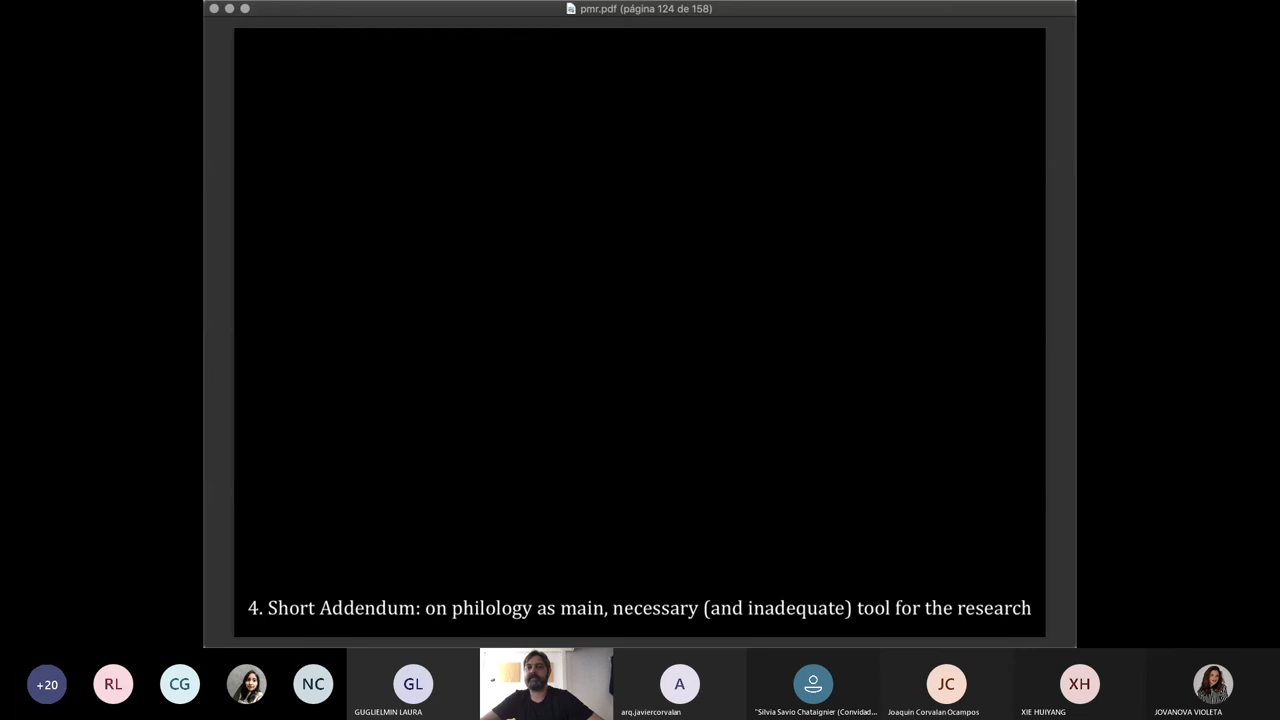 pmr.pdf (página 124 de 158)
4. Short Addendum: on philology as main, necessary (and inadequate) tool for the research
+20
RL
CG
NC
GL
A
JC
XH
GUGLIELMIN LAURA
arq.javiercorvalan
"Silvia Savio Chataignier (Convidad...
Joaquin Corvalan Ocampos
XIE HUIYANG
JOVANOVA VIOLETA